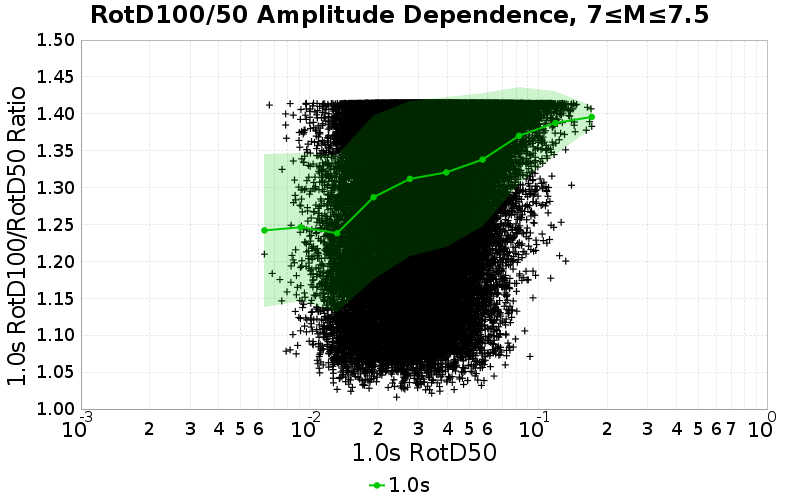 RotD100/50 Amplitude Dependence, 7≤M≤7.5
1.0s RotD100/RotD50 Ratio
1.50
1.45
1.40
1.35
1.30
1.25
1.20
1.15
1.10
1.05
1.00
10-3 2 3 4 5 6 10-2 2 3 4 5 6 10-1 2 3 4 5 6 7 100
1.0s RotD50
1.0s